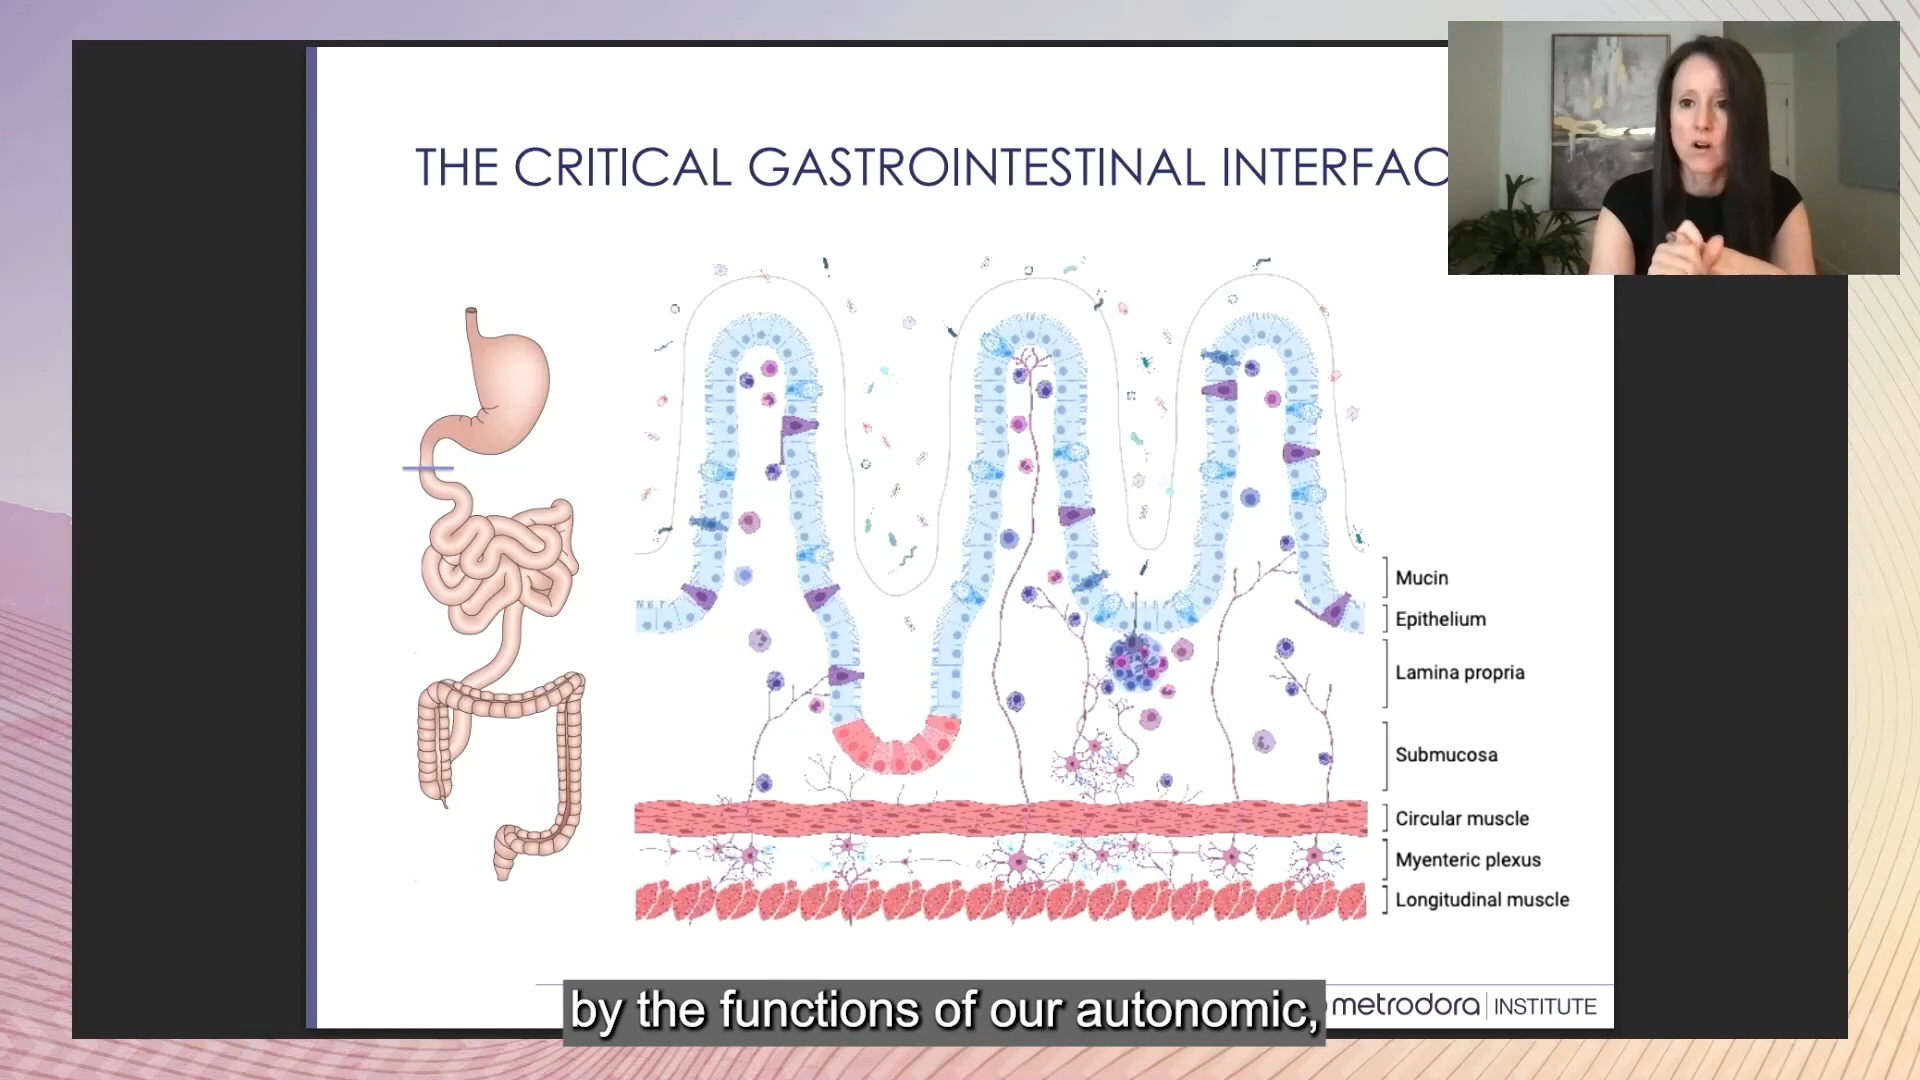 THE CRITICAL GASTROINTESTINAL INTERFAC
Mucin
Epithelium
Lamina propria
Submucosa
Circular muscle
Myenteric plexus
Longitudinal muscle
by the functions of our autonomic,
metrodora | INSTITUTE